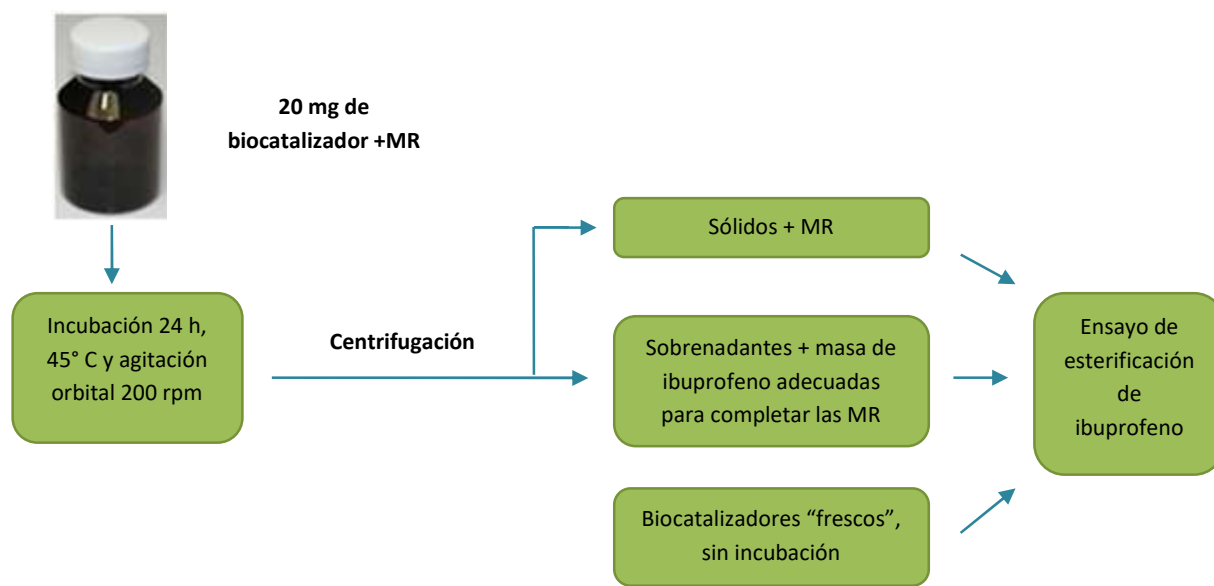 20 mg de
biocatalizador +MR
Incubación 24 h,
45° C y agitación
orbital 200 rpm
Centrifugación
Sólidos + MR
Sobrenadantes + masa de
ibuprofeno adecuadas
para completar las MR
Biocatalizadores “frescos”,
sin incubación
Ensayo de
esterificación
de
ibuprofeno